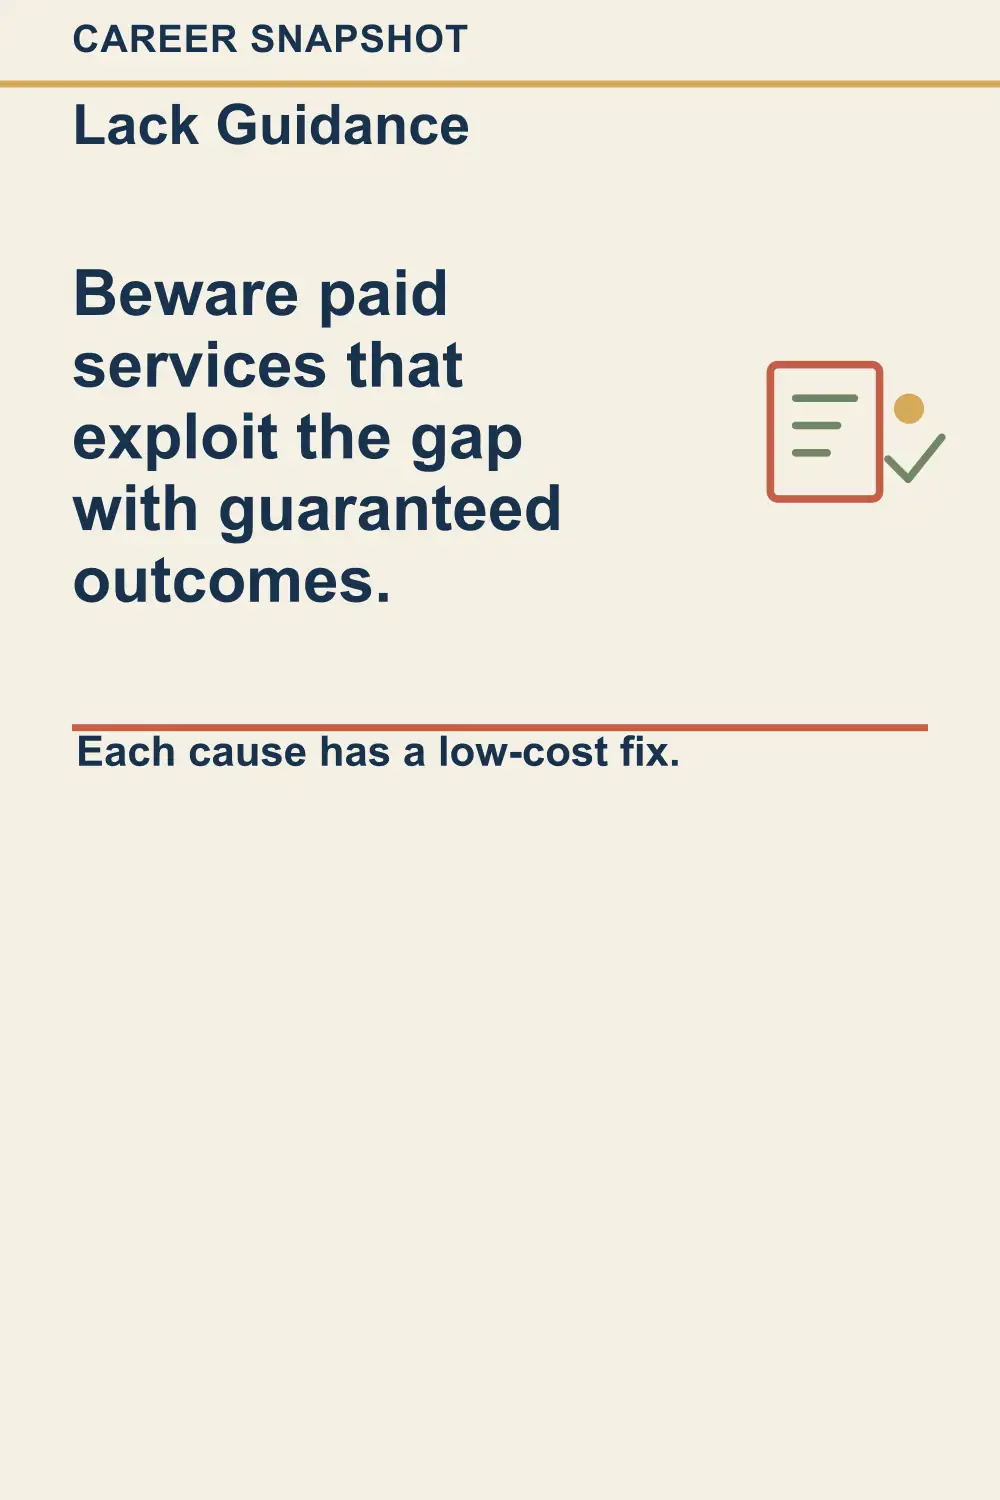 CAREER SNAPSHOT
Lack Guidance
Beware paid
services that
exploit the gap
with guaranteed
outcomes.
Each cause has a low-cost fix.